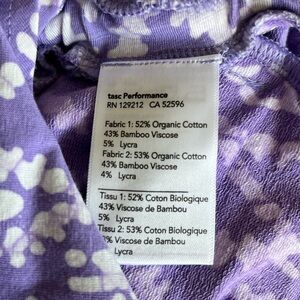 tasc Performance
RN 129212 CA 52596
Fabric 1: 52% Organic Cotton
43% Bamboo Viscose
5% Lycra
Fabric 2: 53% Organic Cotton
43% Bamboo Viscose
4% Lycra
Tissu 1: 52% Coton Biologique
43% Viscose de Bambou
5% Lycra
Tissu 2: 53% Coton Biologique
% Viscose de Bambou
Lycra